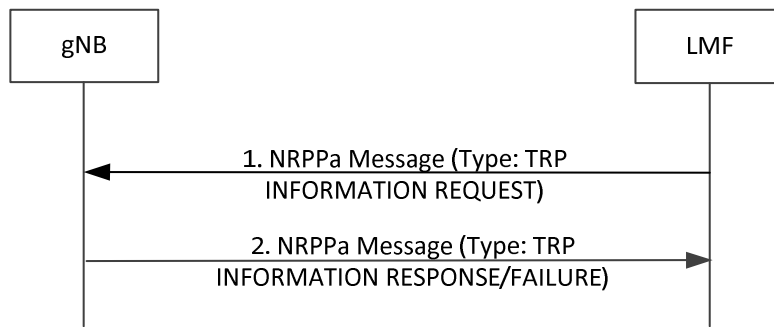 gNB
LMF
1. NRPPa Message (Type: TRP
INFORMATION REQUEST)
2. NRPPa Message (Type: TRP
INFORMATION RESPONSE/FAILURE)